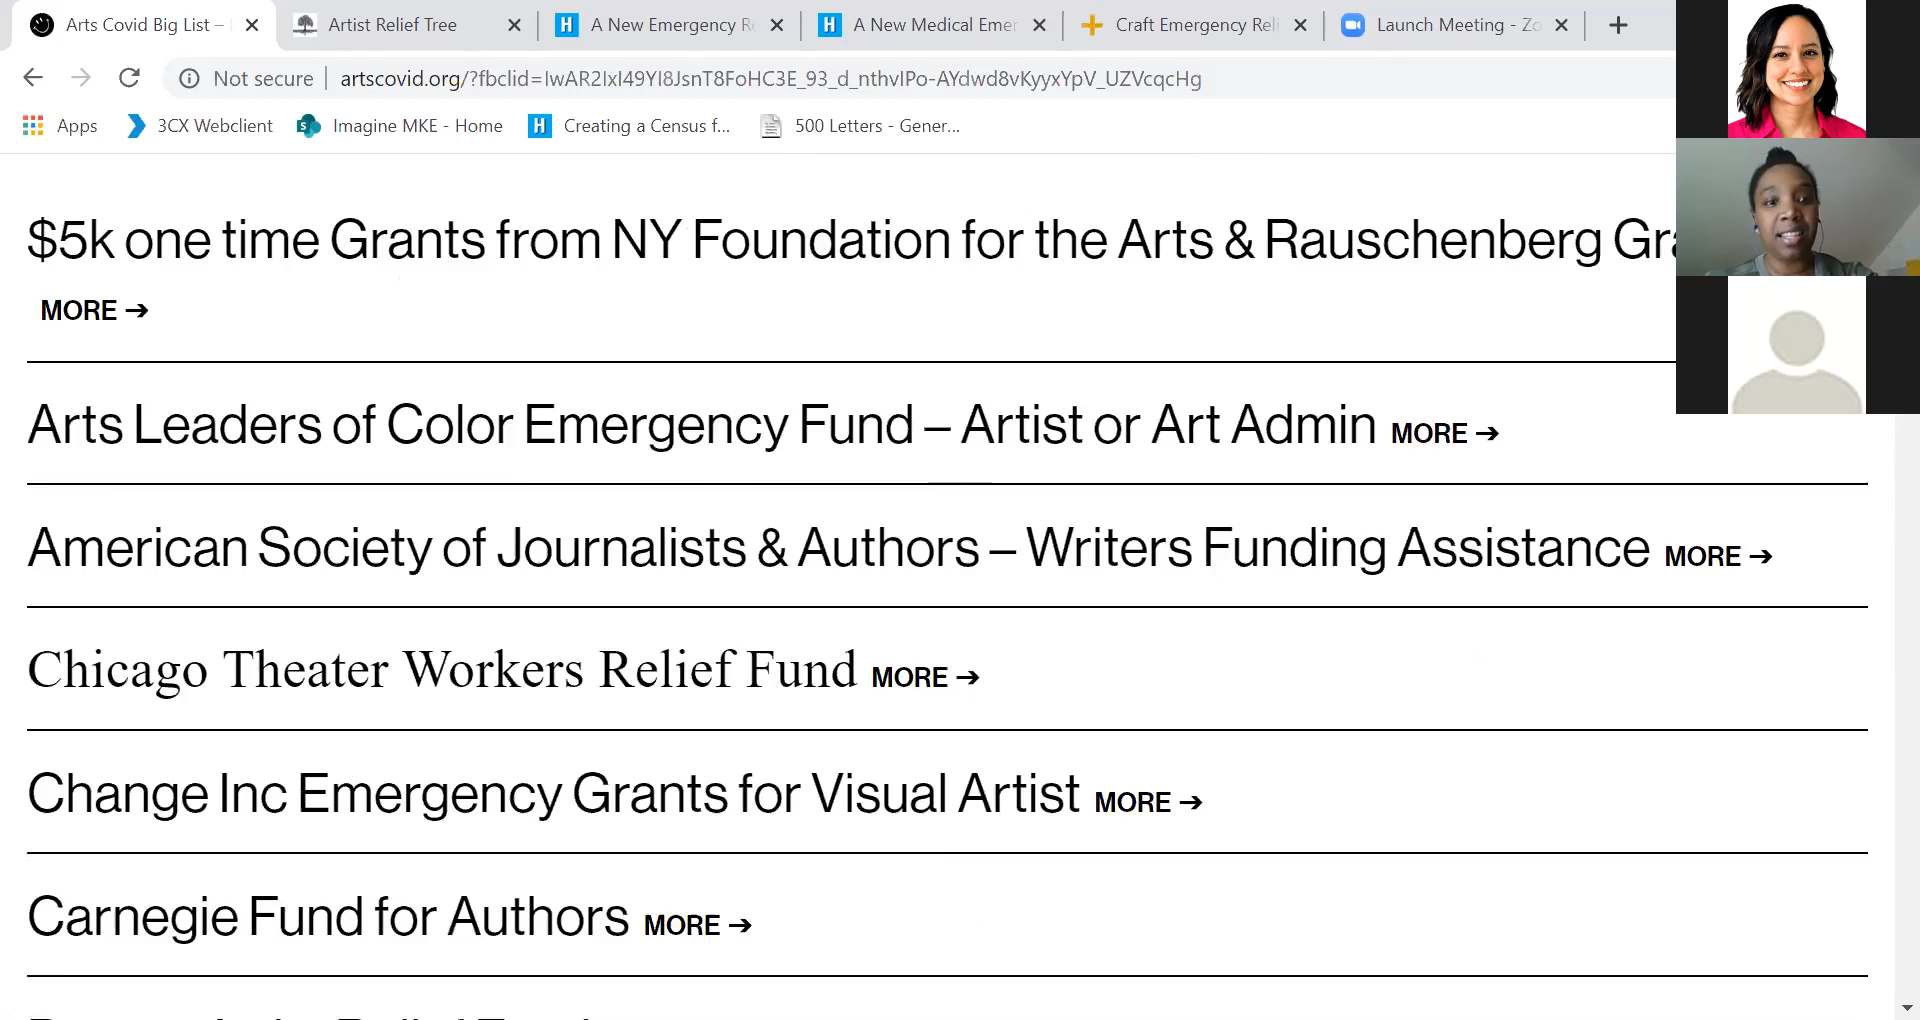 Arts Covid Big List –
Artist Relief Tree
A New Emergency R
A New Medical Emer
Craft Emergency Reli
Launch Meeting - Zo
Not secure
artscovid.org/?fbclid=IwAR2IxI49YI8JsnT8FoHC3E_93_d_nthvIPo-AYdwd8vKyyxYpV_UZVcqcHg
Apps
3CX Webclient
Imagine MKE - Home
Creating a Census f...
500 Letters - Gener...
$5k one time Grants from NY Foundation for the Arts & Rauschenberg Gra
MORE →
Arts Leaders of Color Emergency Fund – Artist or Art Admin MORE →
American Society of Journalists & Authors – Writers Funding Assistance MORE →
Chicago Theater Workers Relief Fund MORE →
Change Inc Emergency Grants for Visual Artist MORE →
Carnegie Fund for Authors MORE →